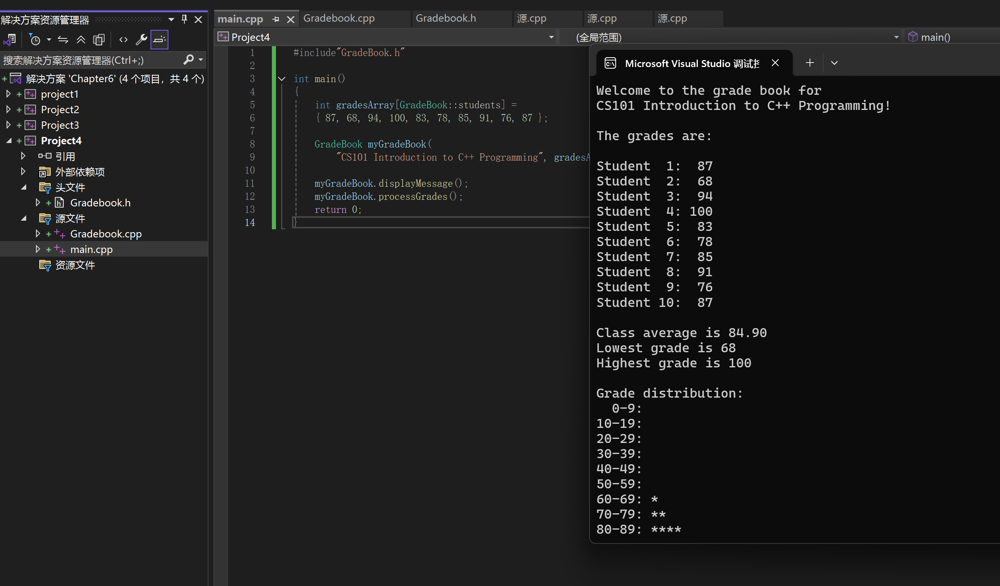 解决方案资源管理器
搜索解决方案资源管理器(Ctrl+;)
解决方案 'Chapter6' (4 个项目，共 4 个)
project1
Project2
Project3
Project4
引用
外部依赖项
头文件
Gradebook.h
源文件
Gradebook.cpp
main.cpp
资源文件
main.cpp
Gradebook.cpp
Gradebook.h
源.cpp
源.cpp
源.cpp
Project4
(全局范围)
main()
1 #include"GradeBook.h"
2
3 int main()
4 {
5 int gradesArray[GradeBook::students] =
6 { 87, 68, 94, 100, 83, 78, 85, 91, 76, 87 };
7
8 GradeBook myGradeBook(
9 "CS101 Introduction to C++ Programming", gradesA
10
11 myGradeBook.displayMessage();
12 myGradeBook.processGrades();
13 return 0;
14 }
Microsoft Visual Studio 调试
Welcome to the grade book for
CS101 Introduction to C++ Programming!
The grades are:
Student  1:  87
Student  2:  68
Student  3:  94
Student  4: 100
Student  5:  83
Student  6:  78
Student  7:  85
Student  8:  91
Student  9:  76
Student 10:  87
Class average is 84.90
Lowest grade is 68
Highest grade is 100
Grade distribution:
  0-9:
10-19:
20-29:
30-39:
40-49:
50-59:
60-69: *
70-79: **
80-89: ****